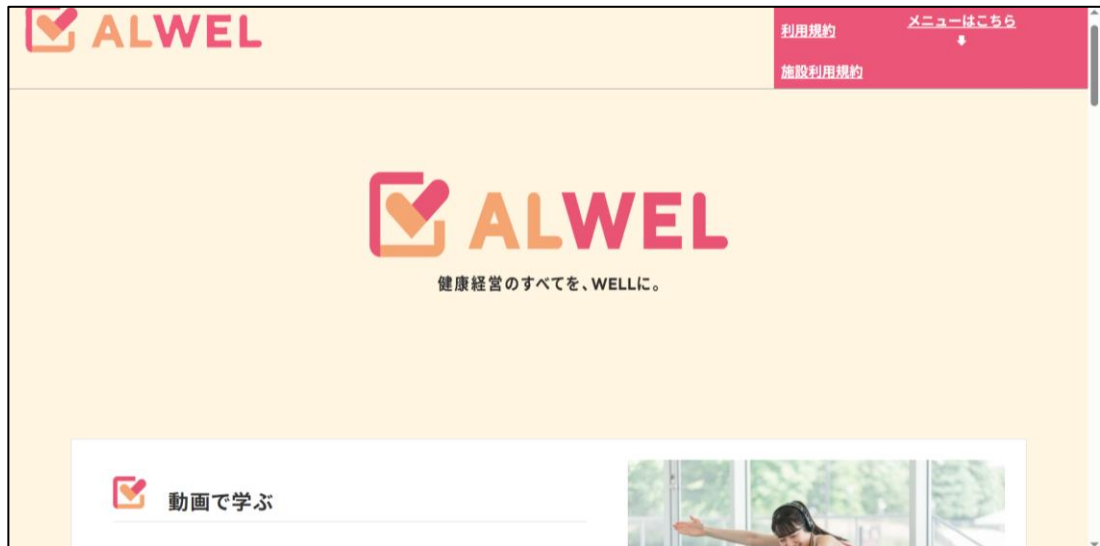 ALWEL
利用規約
メニューはこちら
施設利用規約
ALWEL
健康経営のすべてを、WELLに。
動画で学ぶ